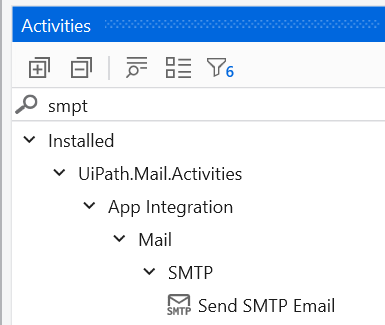 Activities
6
smpt
Installed
UiPath.Mail.Activities
App Integration
Mail
SMTP
SMTP Send SMTP Email